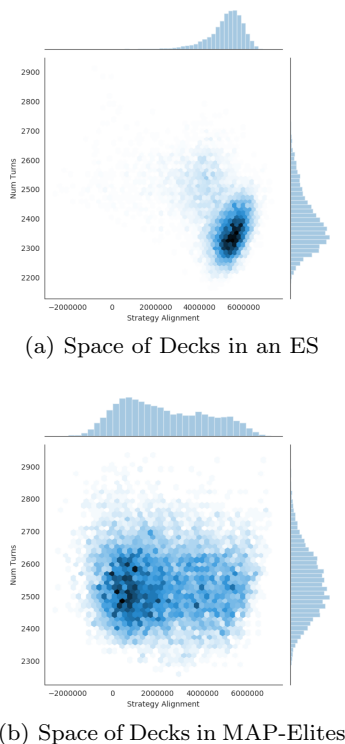 2900
2800
2700
2600
2500
2400
2300
2200
Num Turns
−2000000 0 2000000 4000000 6000000
Strategy Alignment
(a) Space of Decks in an ES
2900
2800
2700
2600
2500
2400
2300
Num Turns
−2000000 0 2000000 4000000 6000000
Strategy Alignment
(b) Space of Decks in MAP-Elites